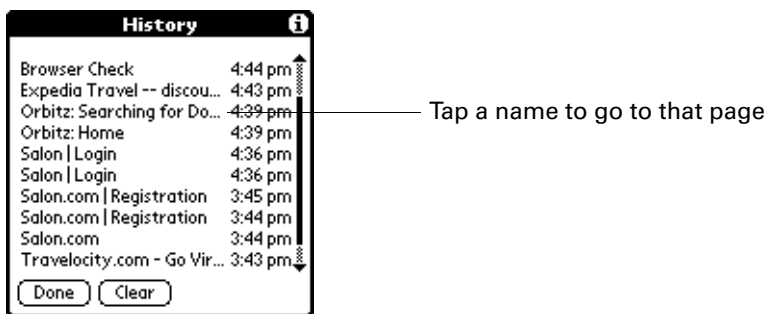 History i
Browser Check 4:44 pm
Expedia Travel -- discou... 4:43 pm
Orbitz: Searching for Do... 4:39 pm
Tap a name to go to that page
Orbitz: Home 4:39 pm
Salon | Login 4:36 pm
Salon | Login 4:36 pm
Salon.com | Registration 3:45 pm
Salon.com | Registration 3:44 pm
Salon.com 3:44 pm
Travelocity.com - Go Vir... 3:43 pm
Done Clear